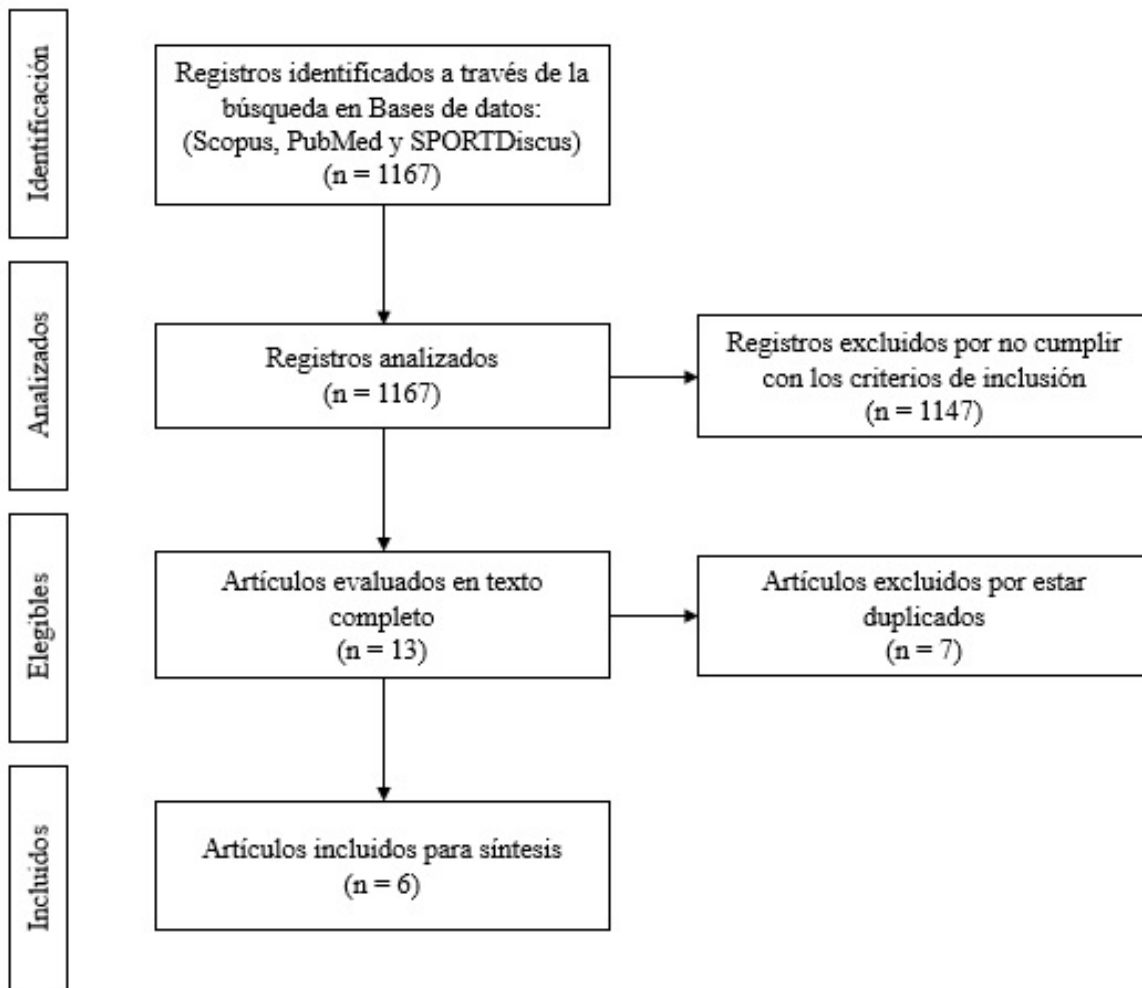 Identificación
Registros identificados a través de la
búsqueda en Bases de datos:
(Scopus, PubMed y SPORTDiscus)
(n = 1167)
Analizados
Registros analizados
(n = 1167)
Registros excluidos por no cumplir
con los criterios de inclusión
(n = 1147)
Elegibles
Artículos evaluados en texto
completo
(n = 13)
Artículos excluidos por estar
duplicados
(n = 7)
Incluidos
Artículos incluidos para síntesis
(n = 6)